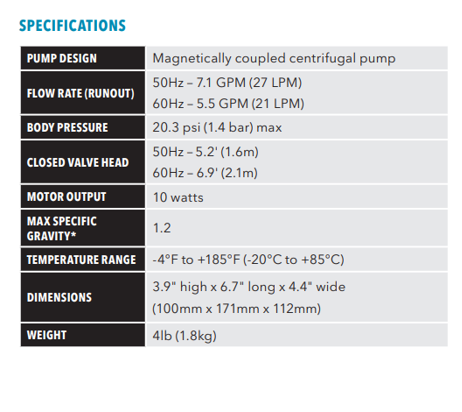 SPECIFICATIONS
PUMP DESIGN Magnetically coupled centrifugal pump
FLOW RATE (RUNOUT) 50Hz – 7.1 GPM (27 LPM)
60Hz – 5.5 GPM (21 LPM)
BODY PRESSURE 20.3 psi (1.4 bar) max
CLOSED VALVE HEAD 50Hz – 5.2' (1.6m)
60Hz – 6.9' (2.1m)
MOTOR OUTPUT 10 watts
MAX SPECIFIC
GRAVITY* 1.2
TEMPERATURE RANGE -4°F to +185°F (-20°C to +85°C)
DIMENSIONS 3.9" high x 6.7" long x 4.4" wide
(100mm x 171mm x 112mm)
WEIGHT 4lb (1.8kg)